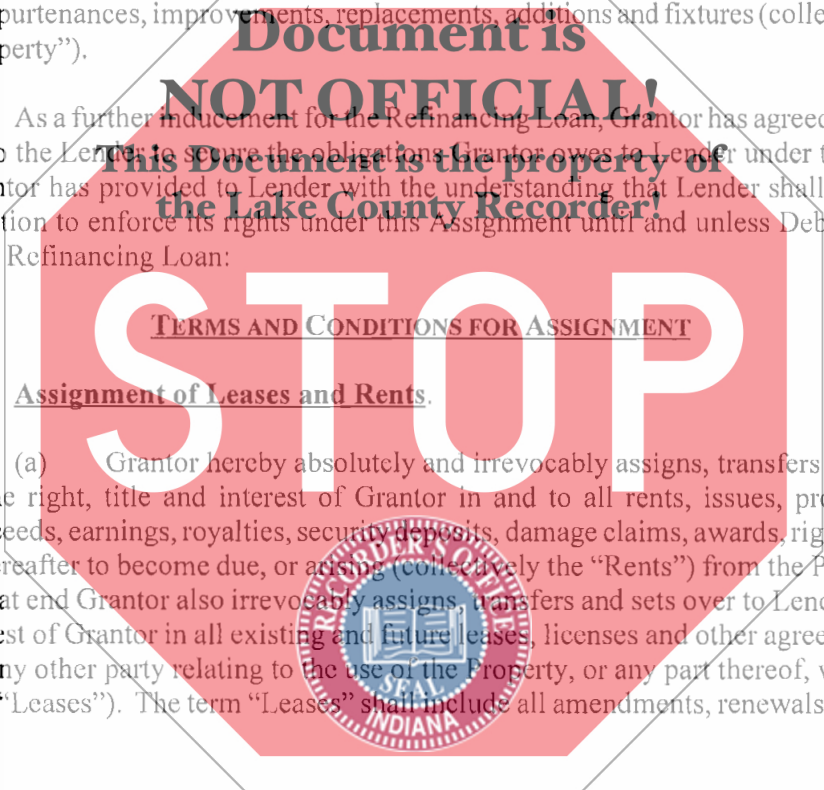 purtenances, improvements, replacements, additions and fixtures (colle
perty”).
Document is
NOT OFFICIAL!
This Document is the property of
the Lake County Recorder!
As a further inducement for the Refinancing Loan, Grantor has agreed
the Lender to secure the obligations Grantor owes to Lender under t
ntor has provided to Lender with the understanding that Lender shall
tion to enforce its rights under this Assignment until and unless Deb
Refinancing Loan:
STOP
TERMS AND CONDITIONS FOR ASSIGNMENT
Assignment of Leases and Rents.
(a) Grantor hereby absolutely and irrevocably assigns, transfers
e right, title and interest of Grantor in and to all rents, issues, pro
eeds, earnings, royalties, security deposits, damage claims, awards, rig
reafter to become due, or arising (collectively the “Rents”) from the P
at end Grantor also irrevocably assigns, transfers and sets over to Lend
est of Grantor in all existing and future leases, licenses and other agree
ny other party relating to the use of the Property, or any part thereof, v
“Leases”). The term “Leases” shall include all amendments, renewals
RECORDER'S OFFICE
SEAL
INDIANA